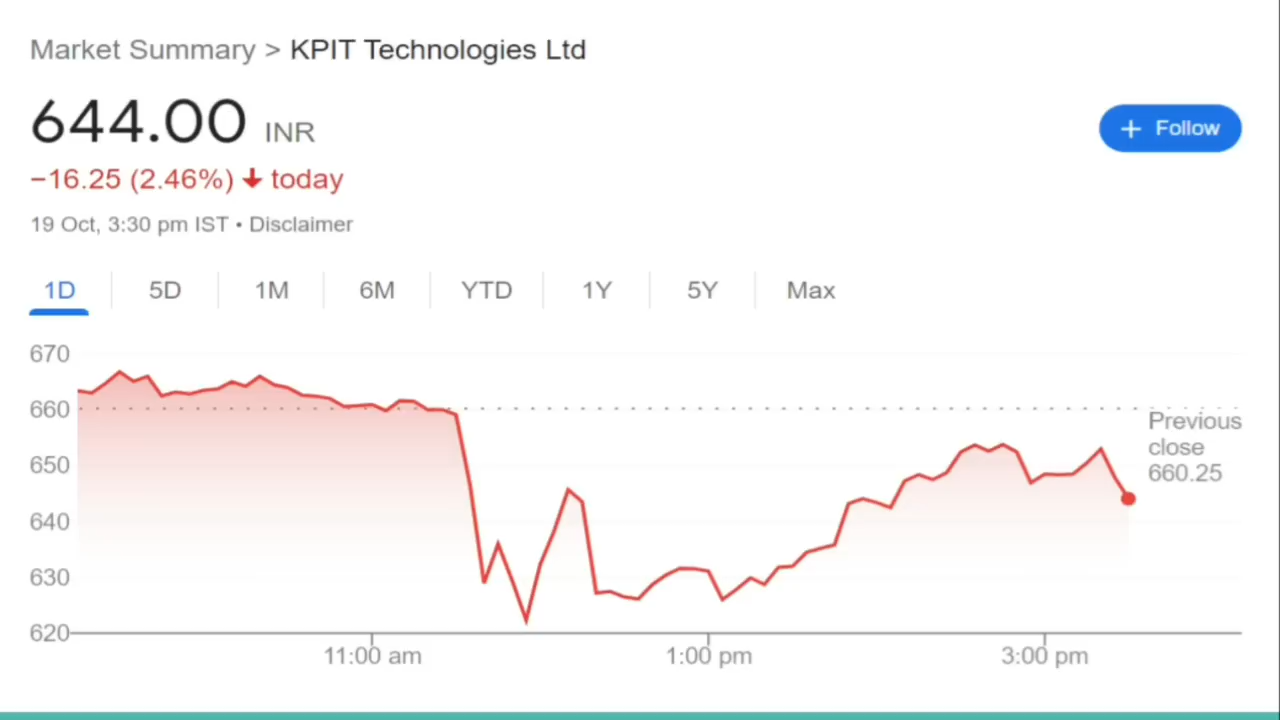 Market Summary > KPIT Technologies Ltd
644.00 INR
+ Follow
−16.25 (2.46%) ↓ today
19 Oct, 3:30 pm IST • Disclaimer
1D 5D 1M 6M YTD 1Y 5Y Max
670
660
650
640
630
620
Previous
close
660.25
11:00 am 1:00 pm 3:00 pm